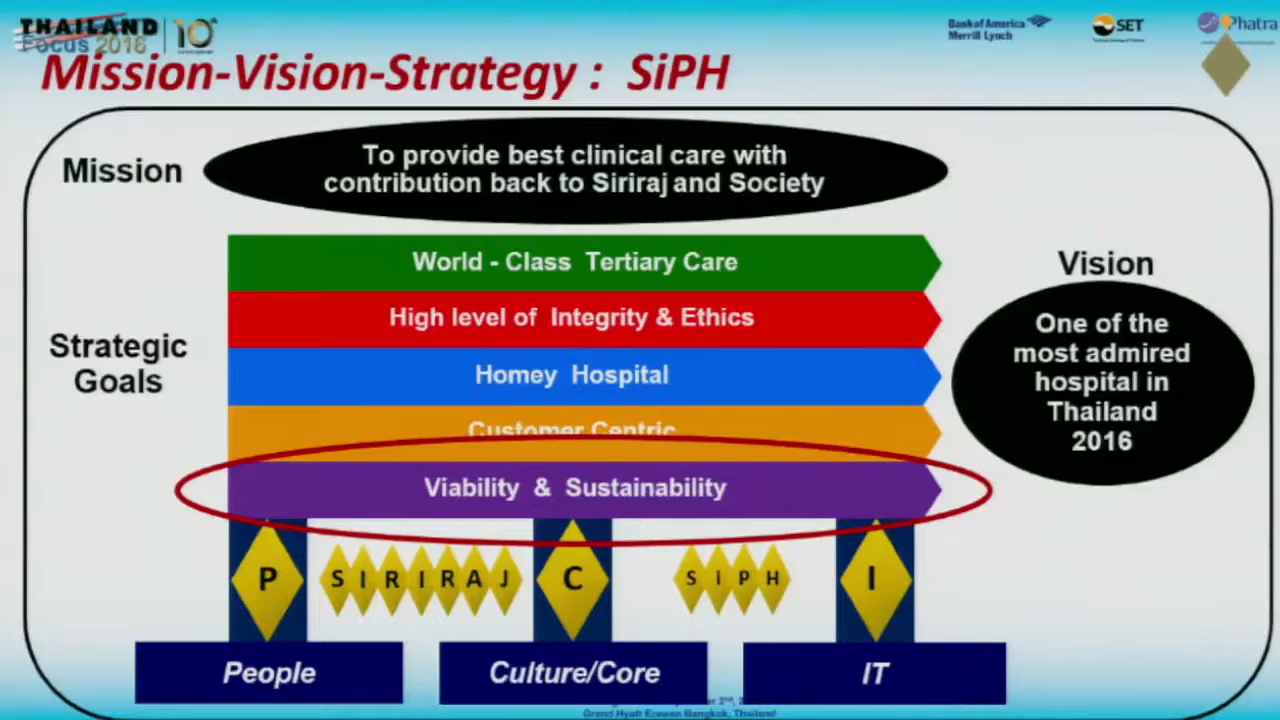 THAILAND
Focus 2016
10th
Bank of America
Merrill Lynch
SET
Phatra
Mission-Vision-Strategy : SiPH
Mission
To provide best clinical care with
contribution back to Siriraj and Society
World - Class Tertiary Care
High level of Integrity & Ethics
Homey Hospital
Customer Centric
Viability & Sustainability
Strategic
Goals
Vision
One of the
most admired
hospital in
Thailand
2016
P
SIRIRAJ
C
SiPH
I
People
Culture/Core
IT
Grand Hyatt Erawan Bangkok, Thailand